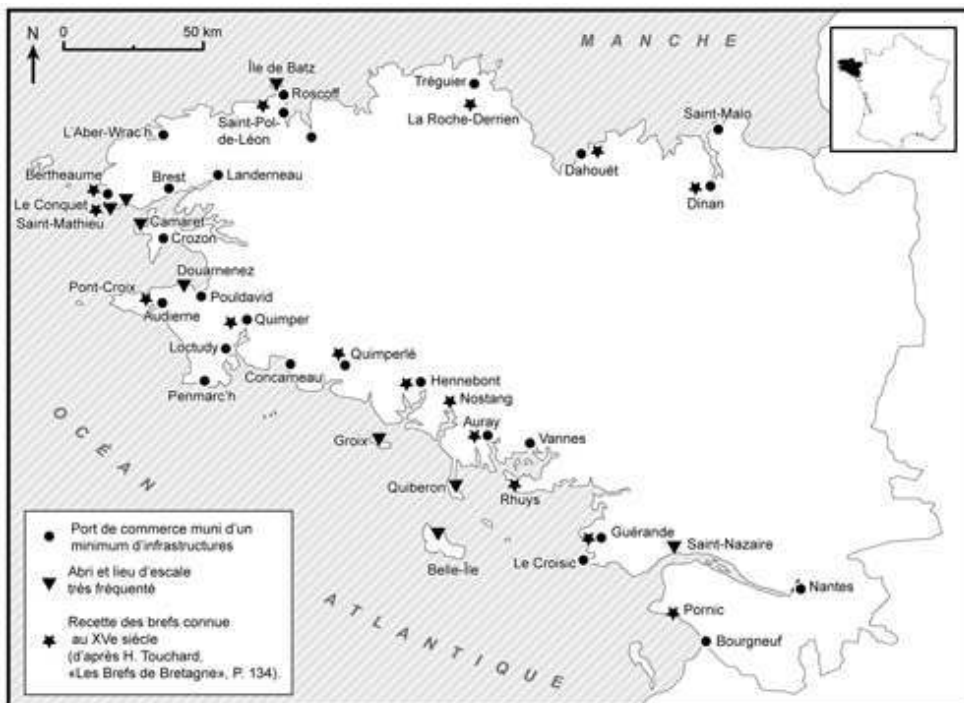 MANCHE
N
0 50 km
Île de Batz
Roscoff
Tréguier
Saint-Pol-
de-Léon
La Roche-Derrien
Saint-Malo
L'Aber-Wrac'h
Dahouët
Bertheaume
Brest
Landerneau
Dinan
Le Conquet
Saint-Mathieu
Camaret
Crozon
Douarnenez
Pont-Croix
Pouldavid
Audierne
Quimper
Loctudy
Quimperlé
Concarneau
Penmarc'h
Hennebont
Nostang
Auray
Groix
Vannes
Quiberon
Rhuys
OCÉAN
Guérande
Saint-Nazaire
Belle-Île
Le Croisic
Nantes
ATLANTIQUE
Pornic
Bourgneuf
Port de commerce muni d'un
minimum d'infrastructures
Abri et lieu d'escale
très fréquenté
Recette des brefs connue
au XVe siècle
(d'après H. Touchard,
«Les Brefs de Bretagne», P. 134).